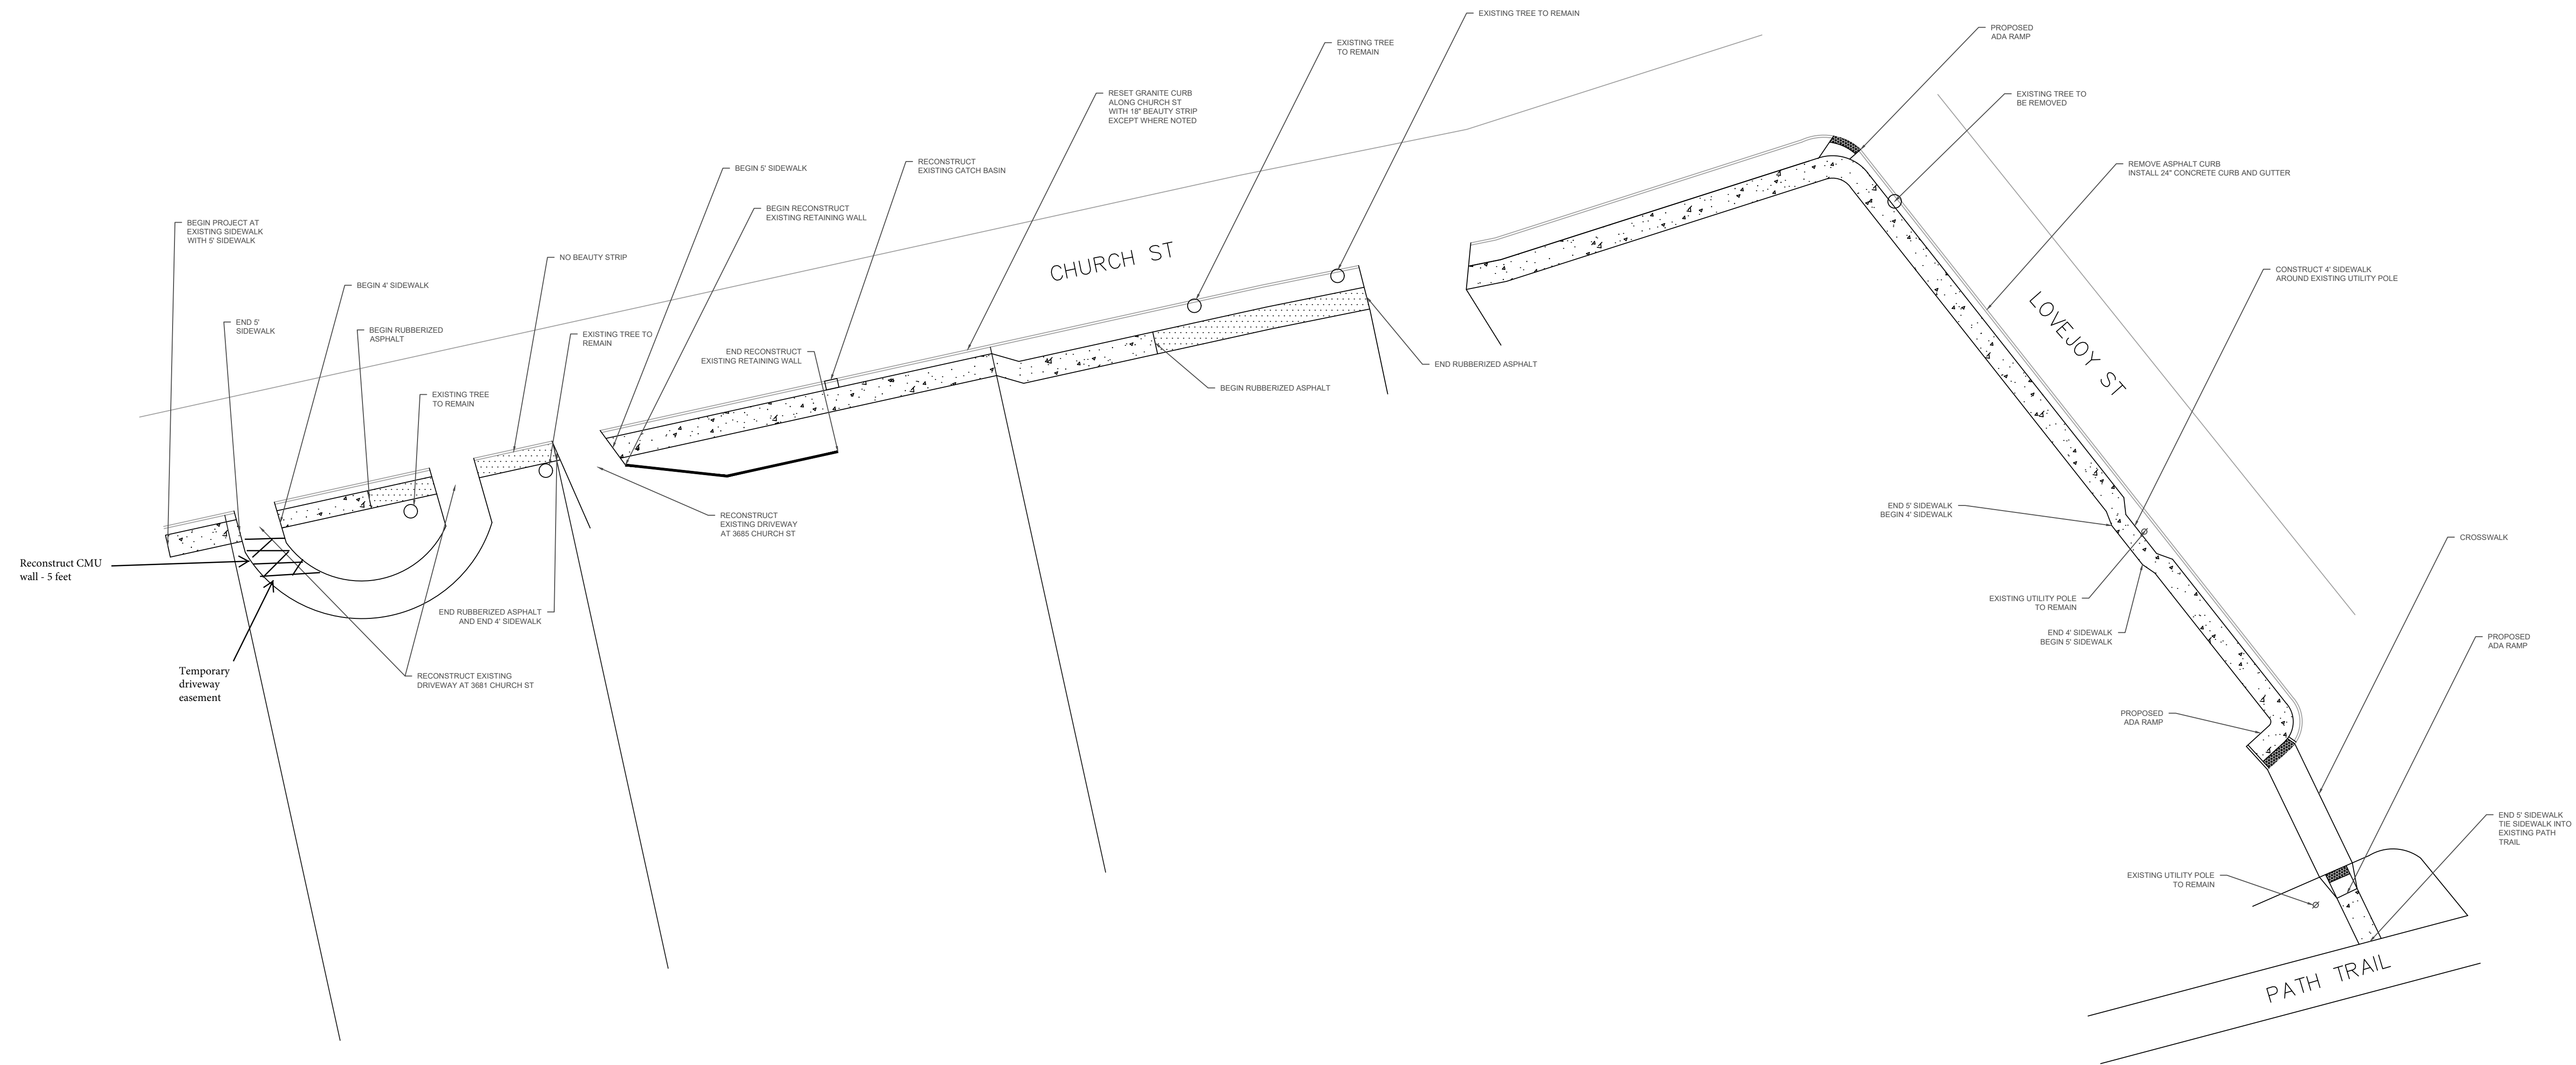 EXISTING TREE TO REMAIN
PROPOSED
ADA RAMP
EXISTING TREE
TO REMAIN
RESET GRANITE CURB
ALONG CHURCH ST
WITH 18" BEAUTY STRIP
EXCEPT WHERE NOTED
EXISTING TREE TO
BE REMOVED
RECONSTRUCT
EXISTING CATCH BASIN
BEGIN 5' SIDEWALK
REMOVE ASPHALT CURB
INSTALL 24" CONCRETE CURB AND GUTTER
BEGIN RECONSTRUCT
EXISTING RETAINING WALL
BEGIN PROJECT AT
EXISTING SIDEWALK
WITH 5' SIDEWALK
NO BEAUTY STRIP
CHURCH ST
CONSTRUCT 4' SIDEWALK
AROUND EXISTING UTILITY POLE
BEGIN 4' SIDEWALK
LOVEJOY ST
END 5'
SIDEWALK
BEGIN RUBBERIZED
ASPHALT
EXISTING TREE TO
REMAIN
END RECONSTRUCT
EXISTING RETAINING WALL
END RUBBERIZED ASPHALT
BEGIN RUBBERIZED ASPHALT
EXISTING TREE
TO REMAIN
END 5' SIDEWALK
BEGIN 4' SIDEWALK
RECONSTRUCT
EXISTING DRIVEWAY
AT 3685 CHURCH ST
CROSSWALK
Reconstruct CMU
wall - 5 feet
EXISTING UTILITY POLE
TO REMAIN
END RUBBERIZED ASPHALT
AND END 4' SIDEWALK
END 4' SIDEWALK
BEGIN 5' SIDEWALK
PROPOSED
ADA RAMP
Temporary
driveway
easement
RECONSTRUCT EXISTING
DRIVEWAY AT 3681 CHURCH ST
PROPOSED
ADA RAMP
END 5' SIDEWALK
TIE SIDEWALK INTO
EXISTING PATH
TRAIL
EXISTING UTILITY POLE
TO REMAIN
PATH TRAIL